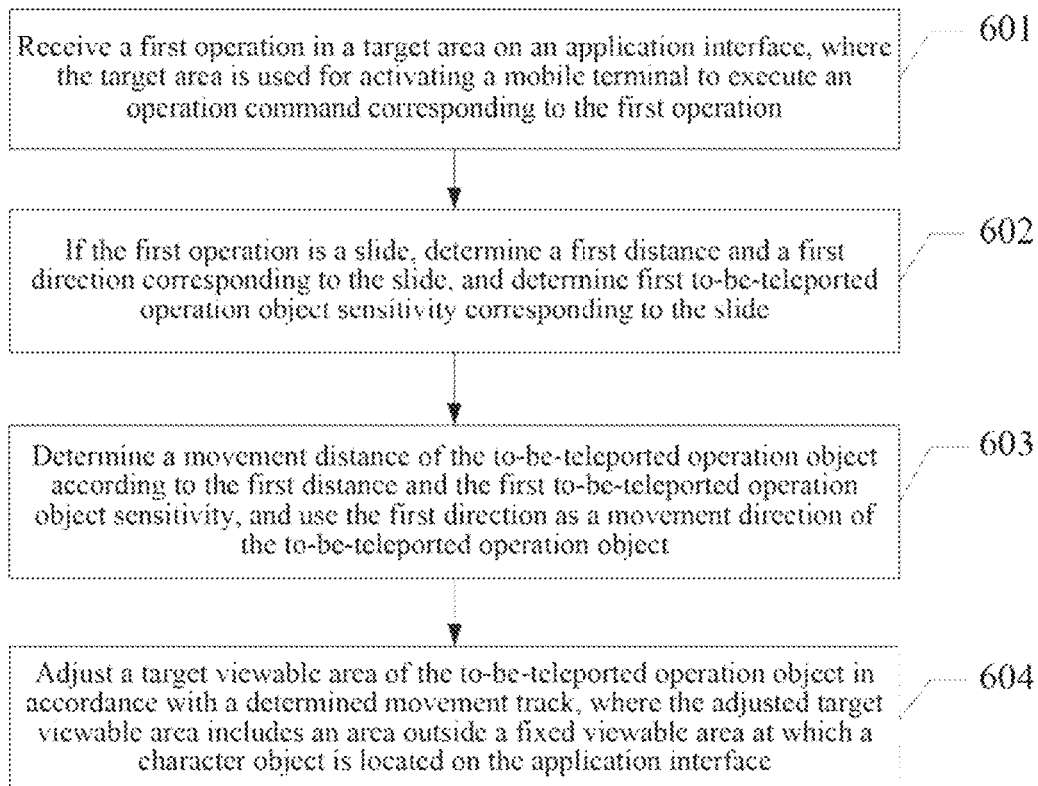 Receive a first operation in a target area on an application interface, where
the target area is used for activating a mobile terminal to execute an
operation command corresponding to the first operation
601
If the first operation is a slide, determine a first distance and a first
direction corresponding to the slide, and determine first to-be-teleported
operation object sensitivity corresponding to the slide
602
Determine a movement distance of the to-be-teleported operation object
according to the first distance and the first to-be-teleported operation
object sensitivity, and use the first direction as a movement direction of
the to-be-teleported operation object
603
Adjust a target viewable area of the to-be-teleported operation object in
accordance with a determined movement track, where the adjusted target
viewable area includes an area outside a fixed viewable area at which a
character object is located on the application interface
604